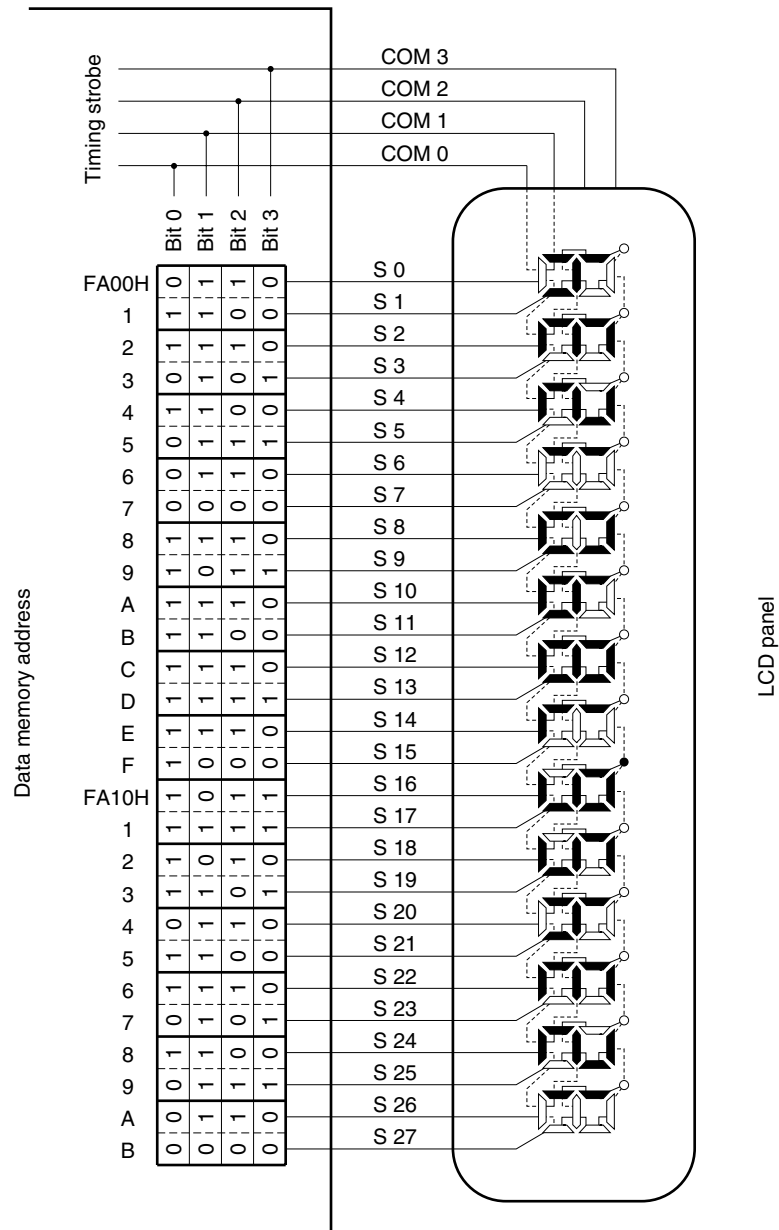 COM 3
COM 2
COM 1
COM 0
Timing strobe
Bit 0 Bit 1 Bit 2 Bit 3
FA00H 0 1 1 0 S 0
1 1 1 0 0 S 1
2 1 1 1 0 S 2
3 0 1 0 1 S 3
4 1 1 0 0 S 4
5 0 1 1 1 S 5
6 0 1 1 0 S 6
7 0 0 0 0 S 7
8 1 1 1 0 S 8
9 1 0 1 1 S 9
A 1 1 1 0 S 10
B 1 1 0 0 S 11
C 1 1 1 0 S 12
D 1 1 1 1 S 13
E 1 1 1 0 S 14
F 1 0 0 0 S 15
FA10H 1 0 1 1 S 16
1 1 1 1 1 S 17
2 1 0 1 0 S 18
3 1 1 0 1 S 19
4 0 1 1 0 S 20
5 1 1 0 0 S 21
6 1 1 1 0 S 22
7 0 1 0 1 S 23
8 1 1 0 0 S 24
9 0 1 1 1 S 25
A 0 1 1 0 S 26
B 0 0 0 0 S 27
Data memory address
LCD panel